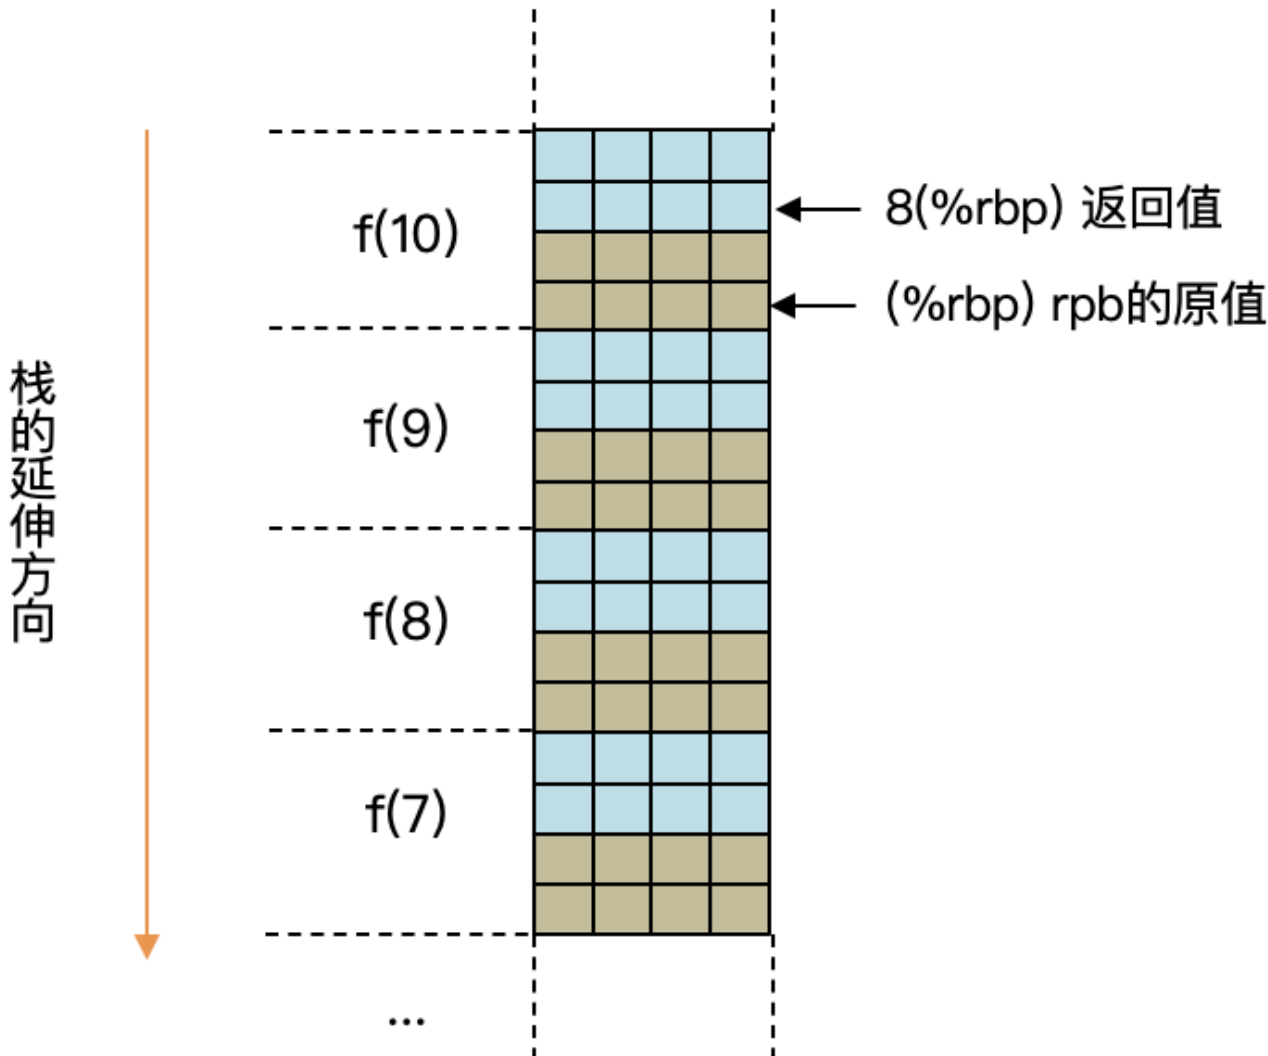 栈的延伸方向
f(10)
8(%rbp) 返回值
(%rbp) rpb的原值
f(9)
f(8)
f(7)
...